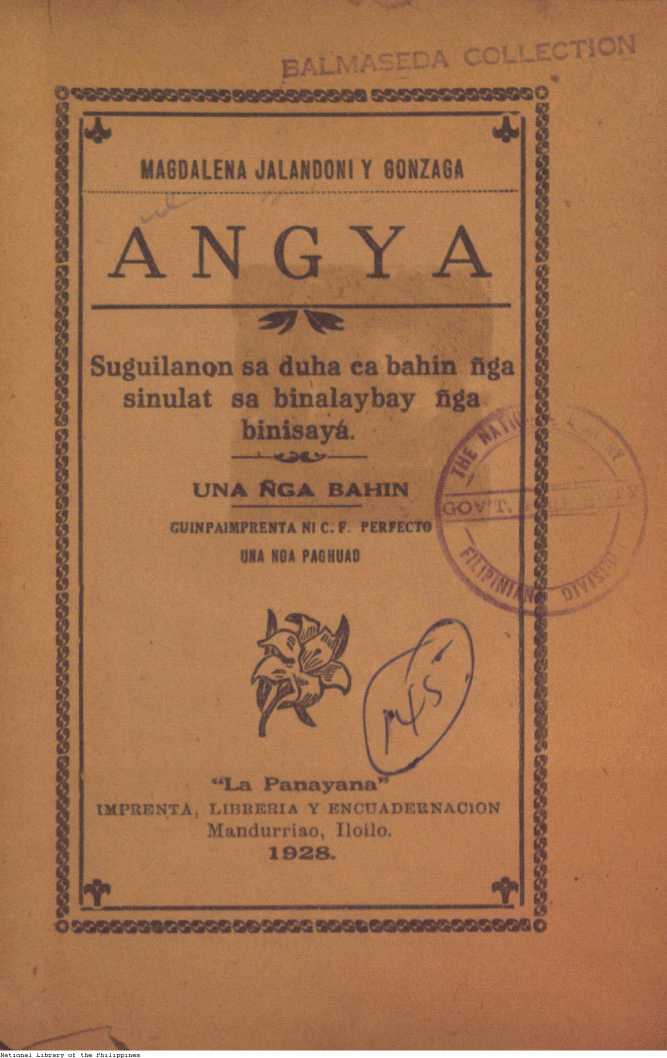 BALMASEDA COLLECTION
MAGDALENA JALANDONI Y GONZAGA
ANGYA
Suguilanon sa duha ca bahin ñga
sinulat sa binalaybay ñga
binisayá.
UNA ÑGA BAHIN
GUINPAIMPRENTA NI C. F. PERFECTO
UNA NGA PAGHUAD
THE NATIONAL
FILIPINIANA DIVISION
"La Panayana"
IMPRENTA, LIBRERIA Y ENCUADERNACION
Mandurriao, Iloilo.
1928.
National Library of the Philippines